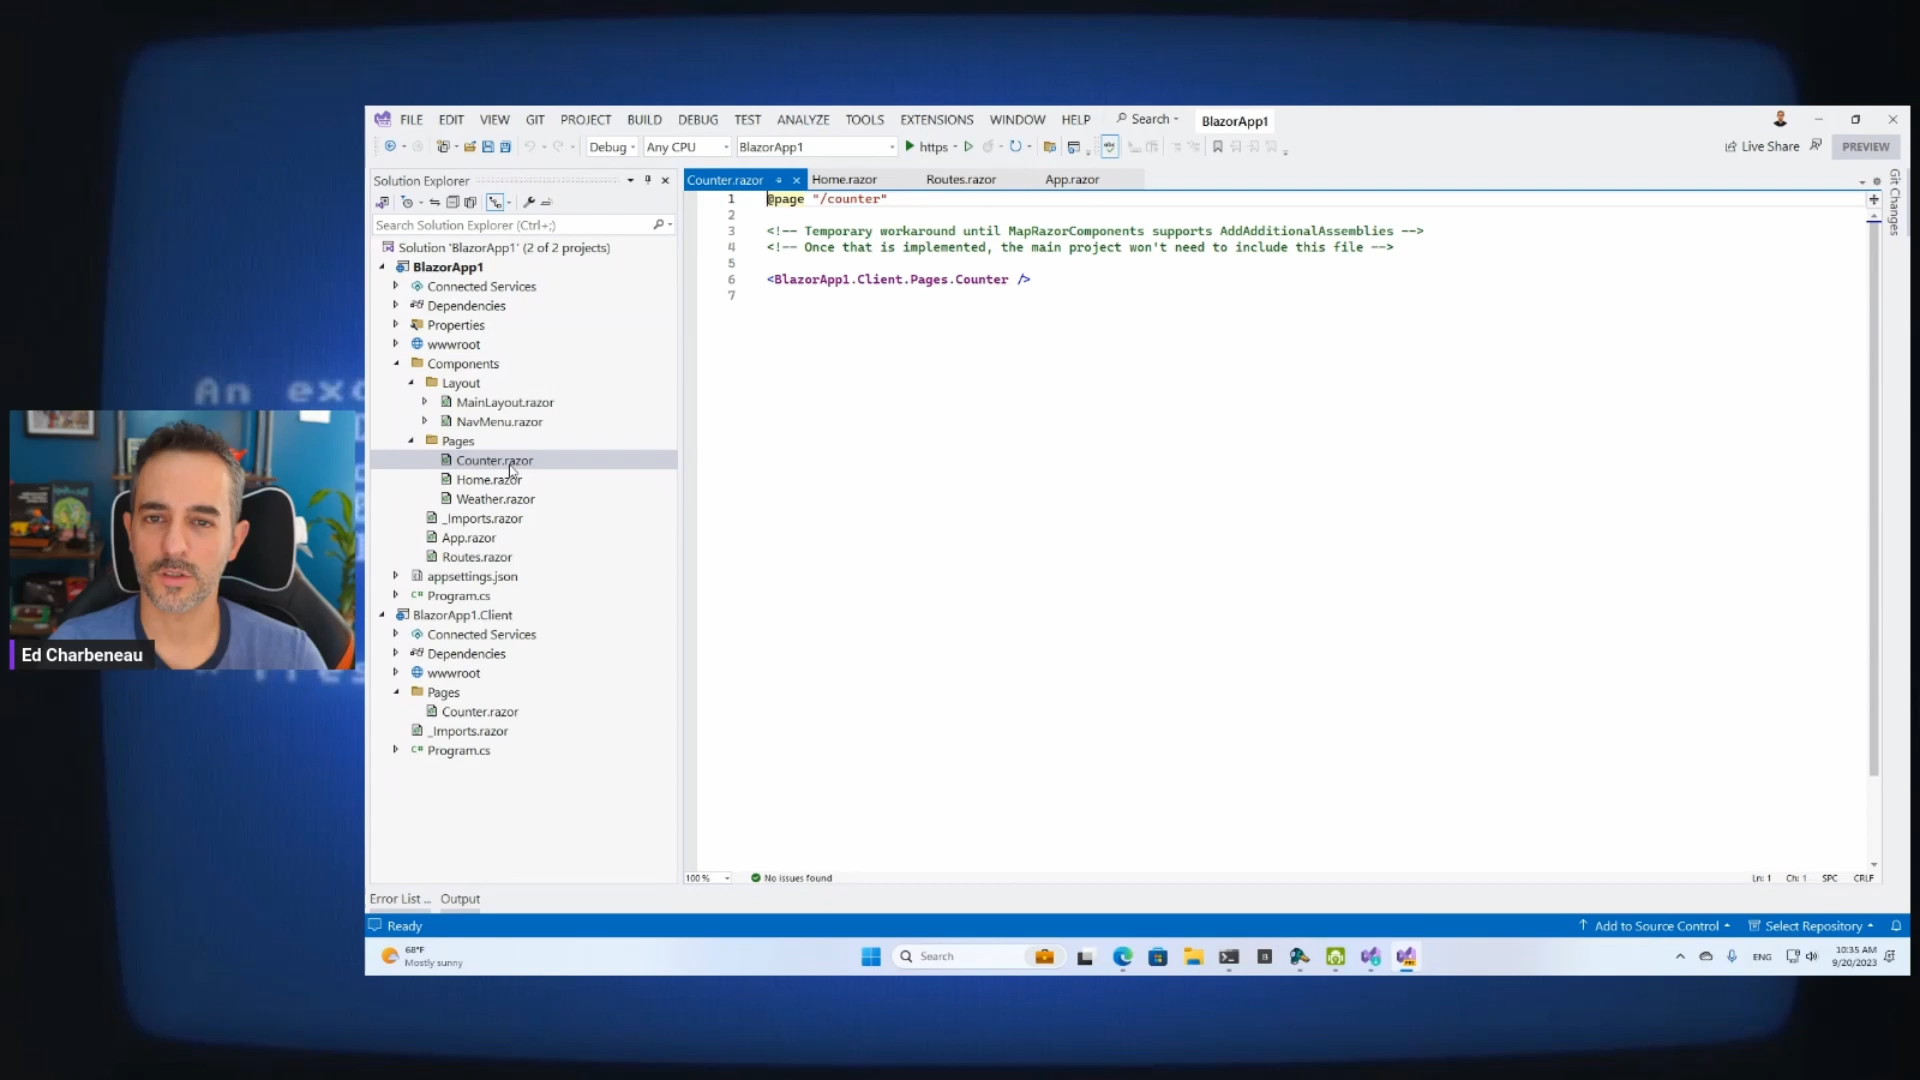 FILE EDIT VIEW GIT PROJECT BUILD DEBUG TEST ANALYZE TOOLS EXTENSIONS WINDOW HELP Search BlazorApp1
Debug Any CPU BlazorApp1 https Live Share PREVIEW
Solution Explorer
Search Solution Explorer (Ctrl+;)
Solution 'BlazorApp1' (2 of 2 projects)
BlazorApp1
Connected Services
Dependencies
Properties
wwwroot
Components
Layout
MainLayout.razor
NavMenu.razor
Pages
Counter.razor
Home.razor
Weather.razor
_Imports.razor
App.razor
Routes.razor
appsettings.json
C# Program.cs
BlazorApp1.Client
Connected Services
Dependencies
wwwroot
Pages
Counter.razor
_Imports.razor
C# Program.cs
Counter.razor Home.razor Routes.razor App.razor
1 @page "/counter"
2
3 <!-- Temporary workaround until MapRazorComponents supports AddAdditionalAssemblies -->
4 <!-- Once that is implemented, the main project won't need to include this file -->
5
6 <BlazorApp1.Client.Pages.Counter />
7
Git Changes
100 % No issues found Ln: 1 Ch: 1 SPC CRLF
Error List ... Output
Ready Add to Source Control Select Repository
68°F
Mostly sunny
Search
ENG
10:35 AM
9/20/2023
An exc
Ed Charbeneau